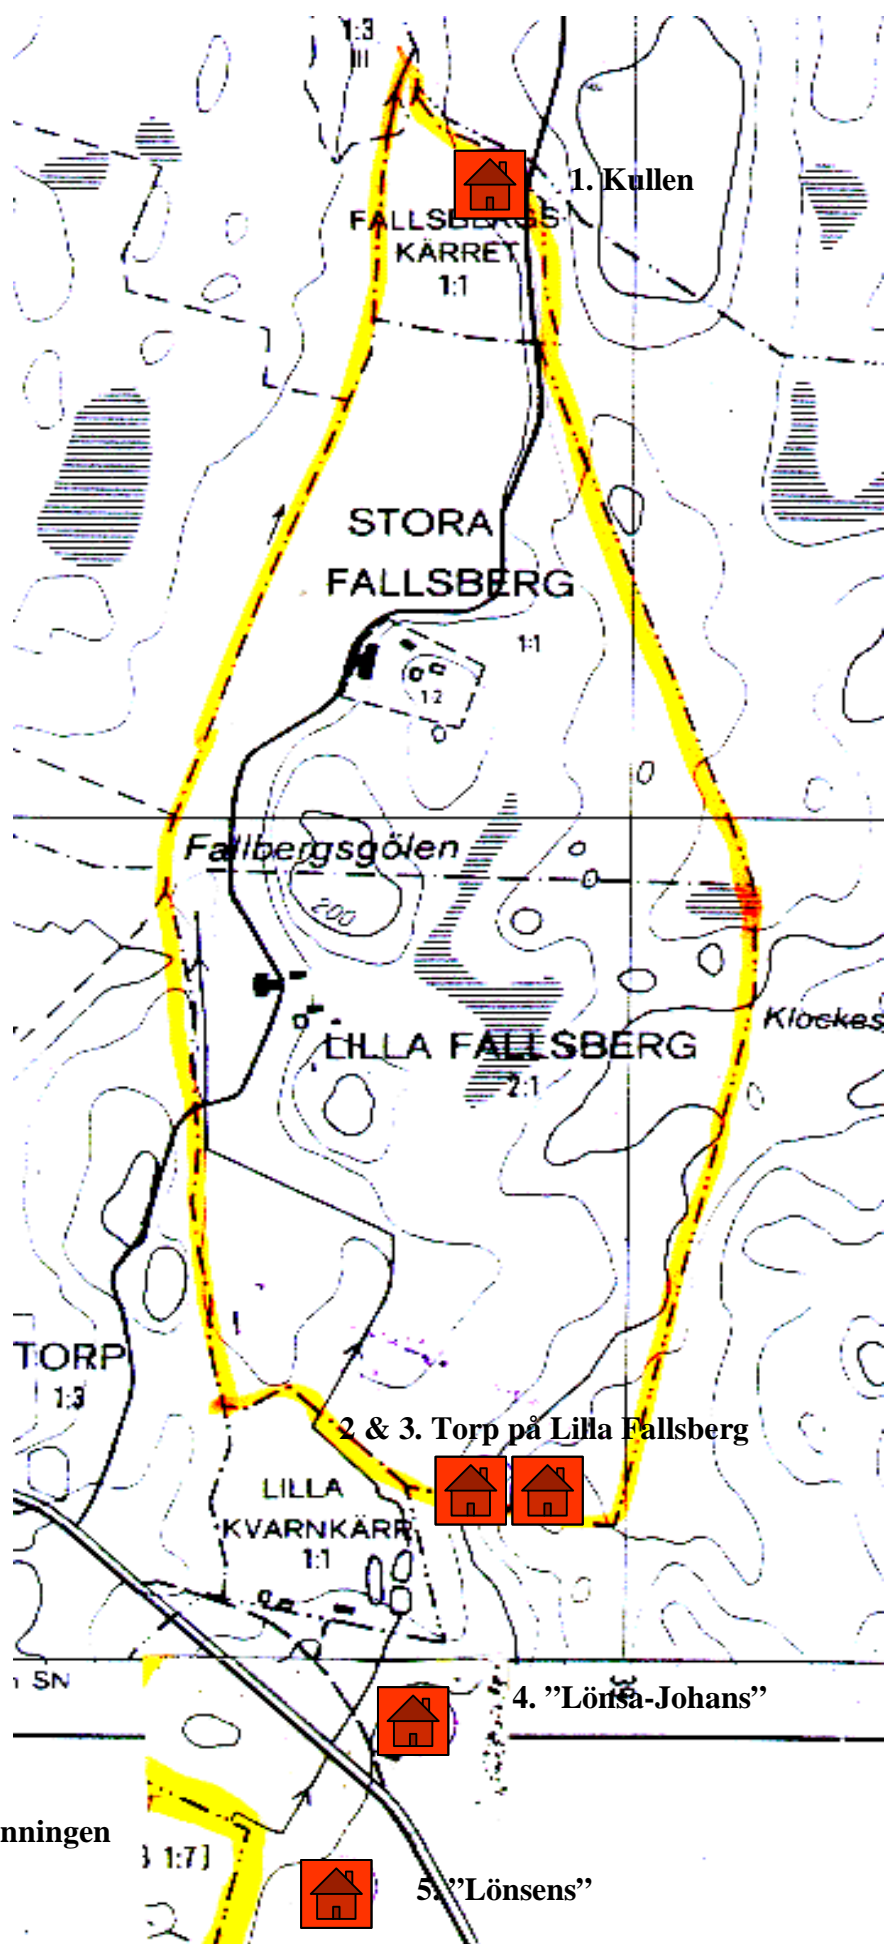 1:3
III
1. Kullen
FALLSBERGS
KÄRRET
1:1
STORA
FALLSBERG
1:1
1:2
Fallbergsgölen
200
Klockes
LILLA FALLSBERG
2:1
TORP
1:3
2 & 3. Torp på Lilla Fallsberg
LILLA
KVARNKÄRR
1:1
SN
4. ”Lönsa-Johans”
nningen
1:7]
5. ”Lönsens”